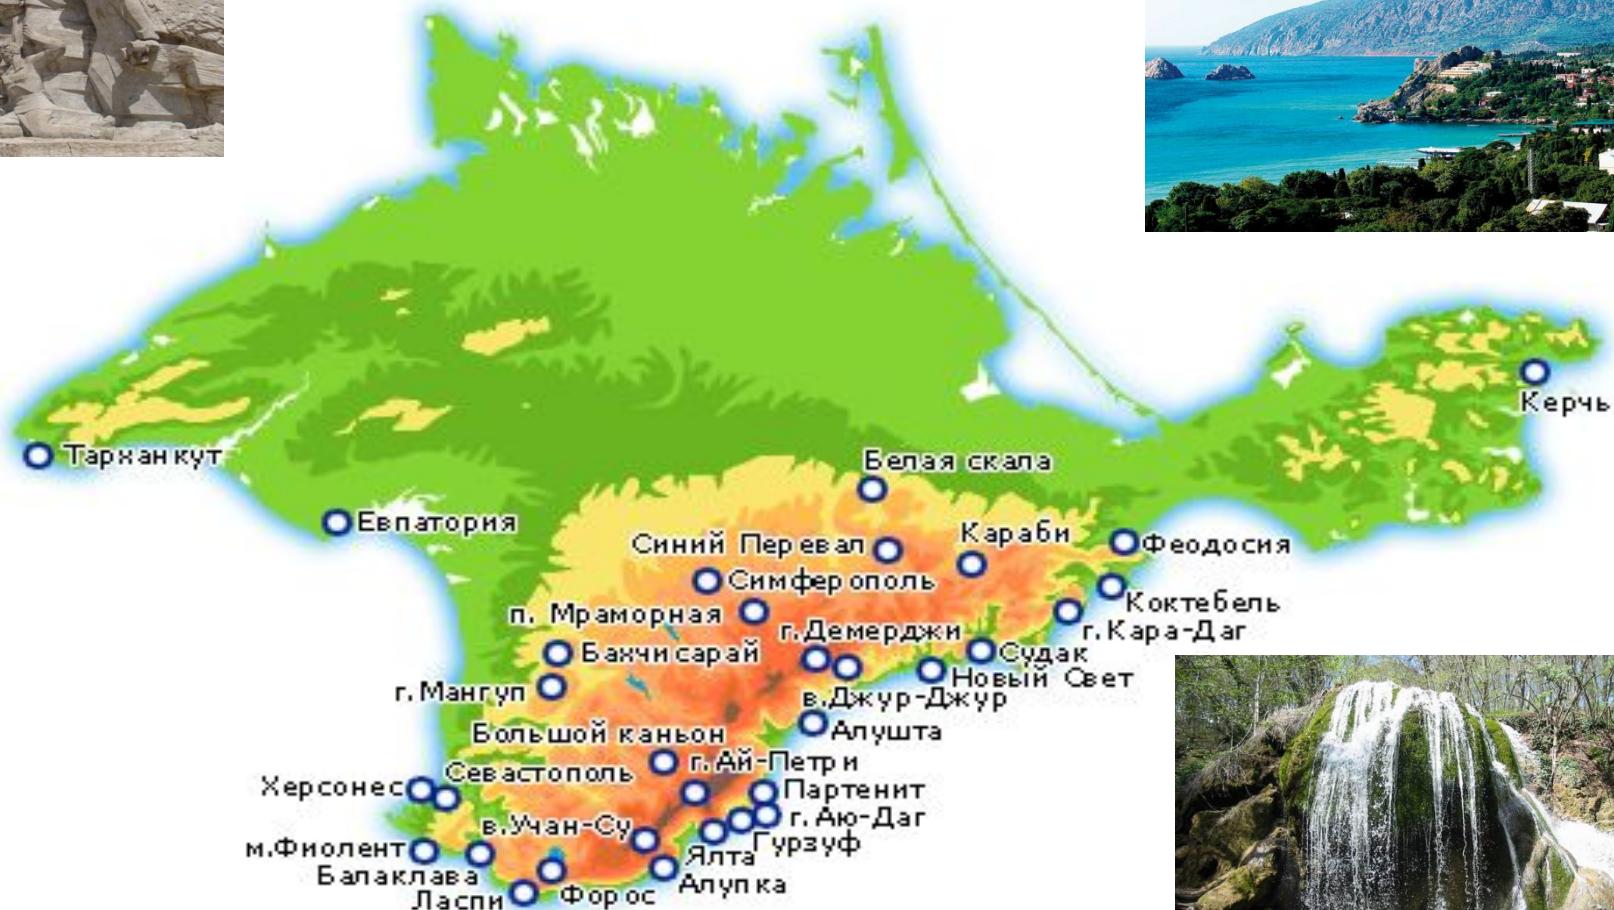 Керчь
Тарханкут
Белая скала
Евпатория
Караби
Синий Перевал
Феодосия
Симферополь
Коктебель
п. Мраморная
г.Демерджи
г.Кара-Даг
Бахчисарай
Судак
Новый Свет
г.Мангуп
в.Джур-Джур
Большой каньон
Алушта
г.Ай-Петри
Севастополь
Херсонес
Партенит
г.Аю-Даг
в.Учан-Су
Гурзуф
м.Фиолент
Ялта
Балаклава
Алупка
Форос
Ласпи